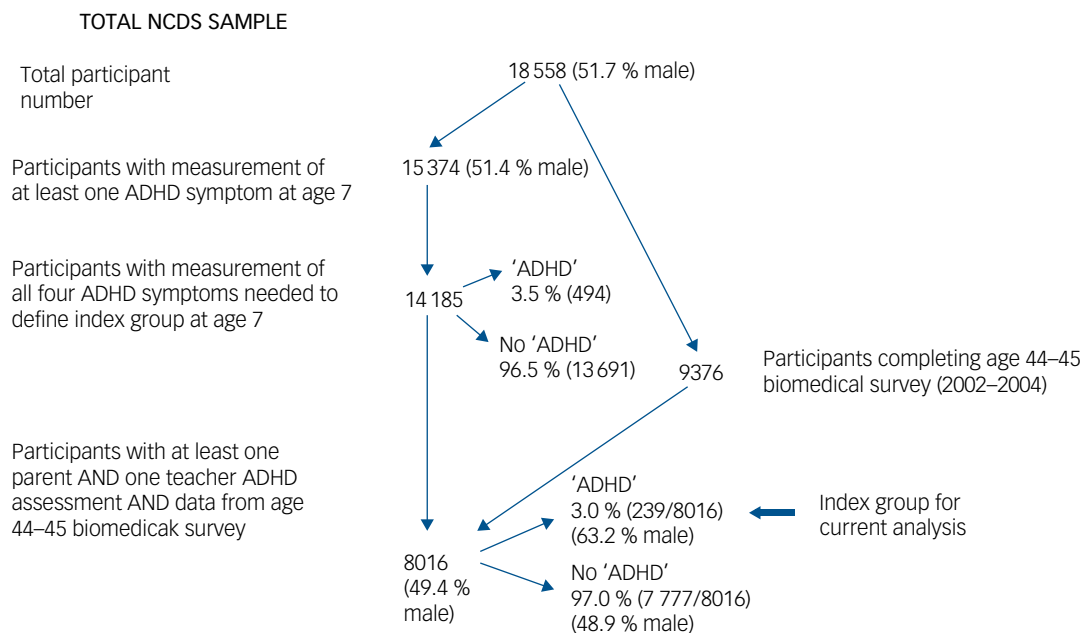 TOTAL NCDS SAMPLE
Total participant
number
18 558 (51.7 % male)
Participants with measurement of
at least one ADHD symptom at age 7
15 374 (51.4 % male)
Participants with measurement of
all four ADHD symptoms needed to
define index group at age 7
14 185
'ADHD'
3.5 % (494)
No 'ADHD'
96.5 % (13 691)
9376
Participants completing age 44–45
biomedical survey (2002–2004)
Participants with at least one
parent AND one teacher ADHD
assessment AND data from age
44–45 biomedicak survey
8016
(49.4 %
male)
'ADHD'
3.0 % (239/8016)
(63.2 % male)
Index group for
current analysis
No 'ADHD'
97.0 % (7 777/8016)
(48.9 % male)